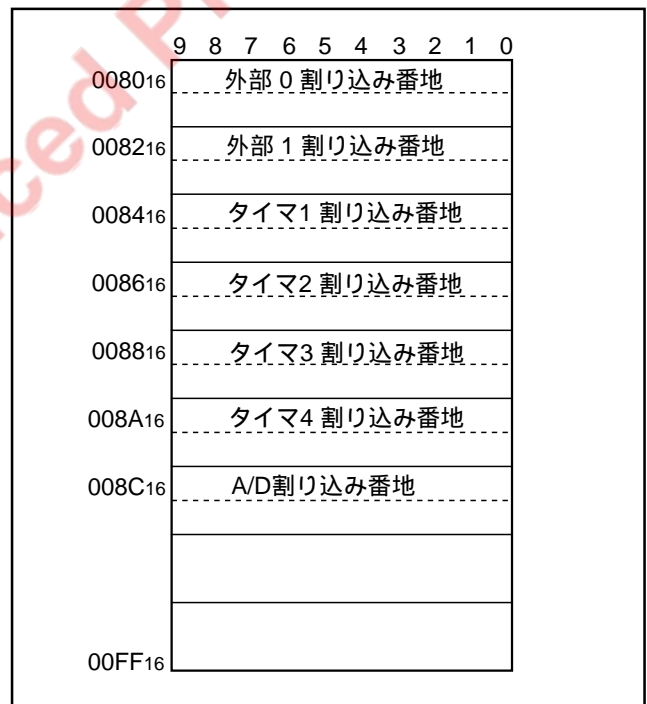 9 8 7 6 5 4 3 2 1 0
0080₁₆ 外部 0 割り込み番地
0082₁₆ 外部 1 割り込み番地
0084₁₆ タイマ1 割り込み番地
0086₁₆ タイマ2 割り込み番地
0088₁₆ タイマ3 割り込み番地
008A₁₆ タイマ4 割り込み番地
008C₁₆ A/D割り込み番地
00FF₁₆